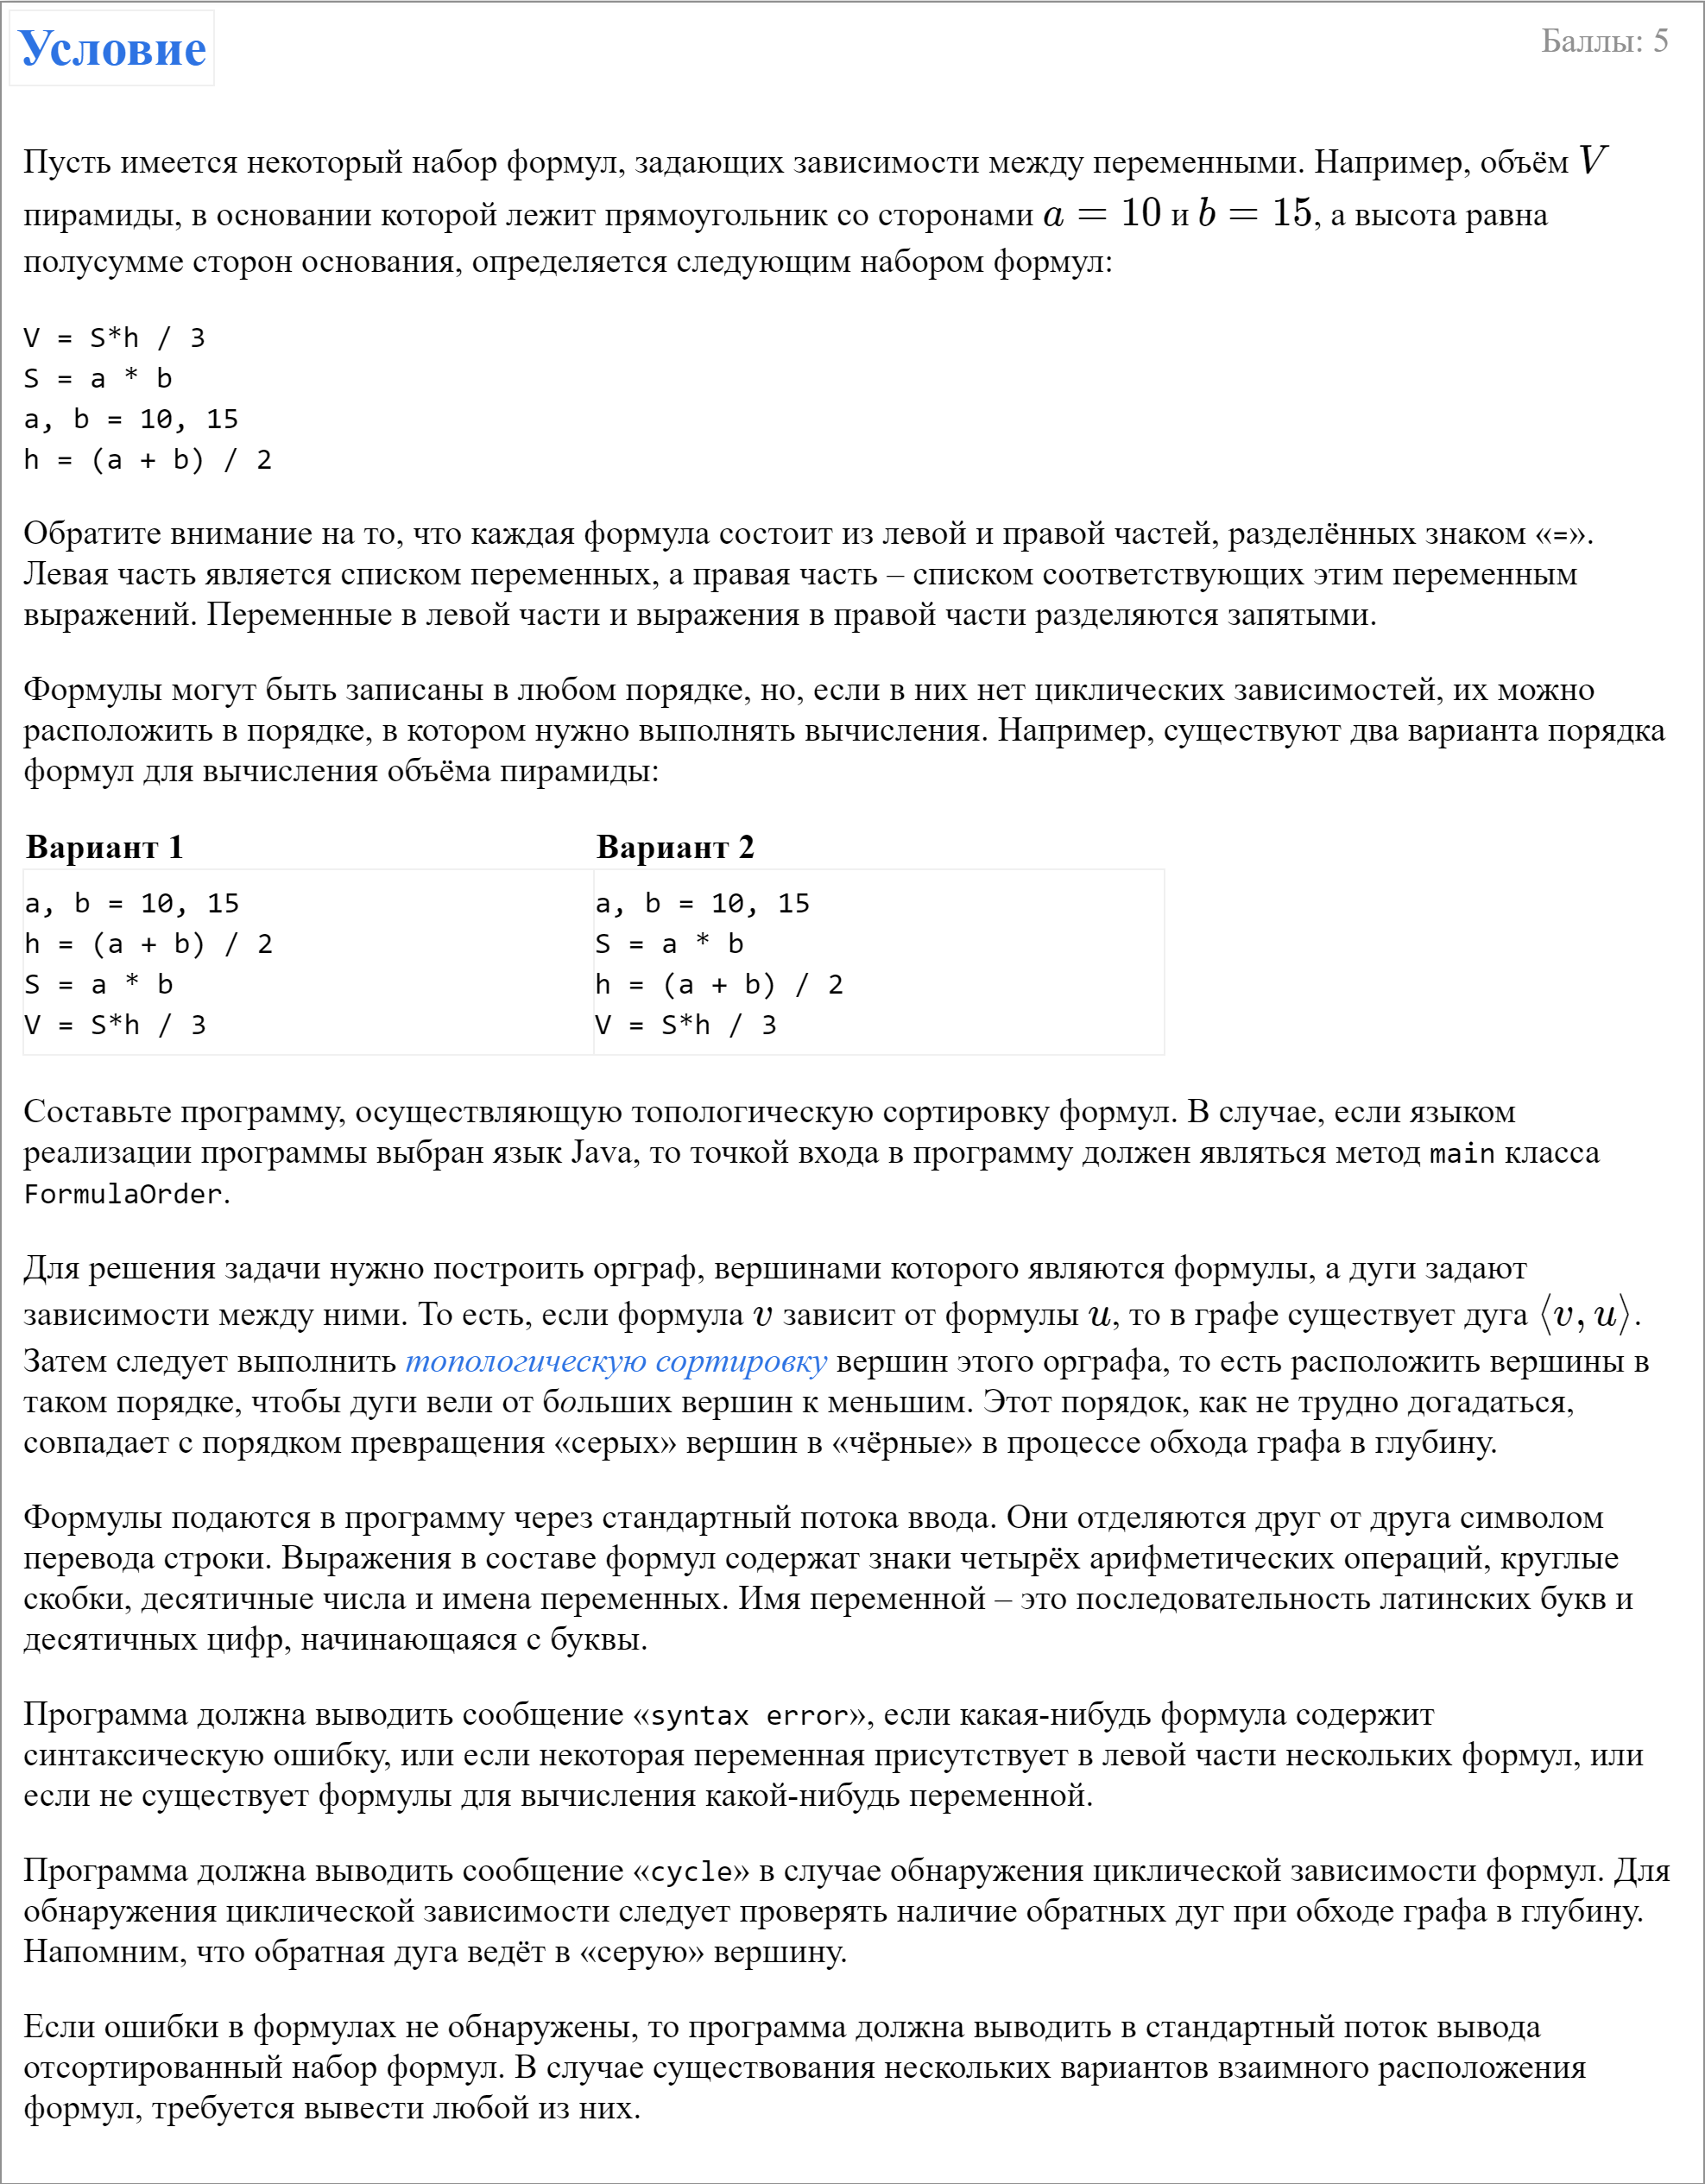 Условие
Баллы: 5
Пусть имеется некоторый набор формул, задающих зависимости между переменными. Например, объём V
пирамиды, в основании которой лежит прямоугольник со сторонами a = 10 и b = 15, а высота равна
полусумме сторон основания, определяется следующим набором формул:
V = S*h / 3
S = a * b
a, b = 10, 15
h = (a + b) / 2
Обратите внимание на то, что каждая формула состоит из левой и правой частей, разделённых знаком «=».
Левая часть является списком переменных, а правая часть – списком соответствующих этим переменным
выражений. Переменные в левой части и выражения в правой части разделяются запятыми.
Формулы могут быть записаны в любом порядке, но, если в них нет циклических зависимостей, их можно
расположить в порядке, в котором нужно выполнять вычисления. Например, существуют два варианта порядка
формул для вычисления объёма пирамиды:
Вариант 1
a, b = 10, 15
h = (a + b) / 2
S = a * b
V = S*h / 3
Вариант 2
a, b = 10, 15
S = a * b
h = (a + b) / 2
V = S*h / 3
Составьте программу, осуществляющую топологическую сортировку формул. В случае, если языком
реализации программы выбран язык Java, то точкой входа в программу должен являться метод main класса
FormulaOrder.
Для решения задачи нужно построить орграф, вершинами которого являются формулы, а дуги задают
зависимости между ними. То есть, если формула v зависит от формулы u, то в графе существует дуга ⟨v, u⟩.
Затем следует выполнить топологическую сортировку вершин этого орграфа, то есть расположить вершины в
таком порядке, чтобы дуги вели от больших вершин к меньшим. Этот порядок, как не трудно догадаться,
совпадает с порядком превращения «серых» вершин в «чёрные» в процессе обхода графа в глубину.
Формулы подаются в программу через стандартный потока ввода. Они отделяются друг от друга символом
перевода строки. Выражения в составе формул содержат знаки четырёх арифметических операций, круглые
скобки, десятичные числа и имена переменных. Имя переменной – это последовательность латинских букв и
десятичных цифр, начинающаяся с буквы.
Программа должна выводить сообщение «syntax error», если какая-нибудь формула содержит
синтаксическую ошибку, или если некоторая переменная присутствует в левой части нескольких формул, или
если не существует формулы для вычисления какой-нибудь переменной.
Программа должна выводить сообщение «cycle» в случае обнаружения циклической зависимости формул. Для
обнаружения циклической зависимости следует проверять наличие обратных дуг при обходе графа в глубину.
Напомним, что обратная дуга ведёт в «серую» вершину.
Если ошибки в формулах не обнаружены, то программа должна выводить в стандартный поток вывода
отсортированный набор формул. В случае существования нескольких вариантов взаимного расположения
формул, требуется вывести любой из них.